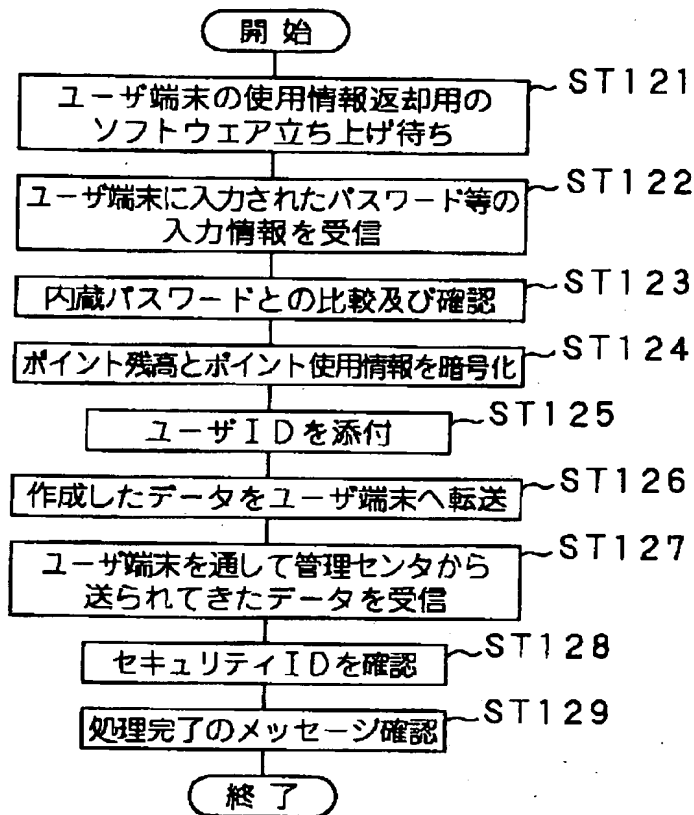 開始
ユーザ端末の使用情報返却用の
ソフトウェア立ち上げ待ち
ST121
ユーザ端末に入力されたパスワード等の
入力情報を受信
ST122
内蔵パスワードとの比較及び確認
ST123
ポイント残高とポイント使用情報を暗号化
ST124
ユーザIDを添付
ST125
作成したデータをユーザ端末へ転送
ST126
ユーザ端末を通して管理センタから
送られてきたデータを受信
ST127
セキュリティIDを確認
ST128
処理完了のメッセージ確認
ST129
終了